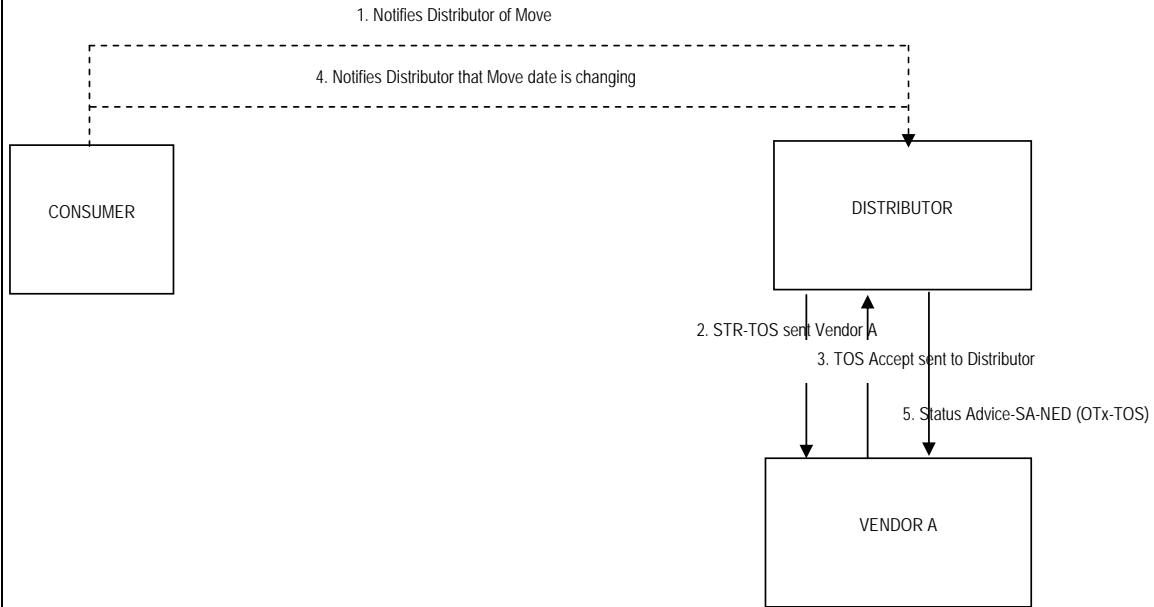 1. Notifies Distributor of Move
4. Notifies Distributor that Move date is changing
CONSUMER
DISTRIBUTOR
2. STR-TOS sent Vendor A
3. TOS Accept sent to Distributor
5. Status Advice-SA-NED (OTx-TOS)
VENDOR A